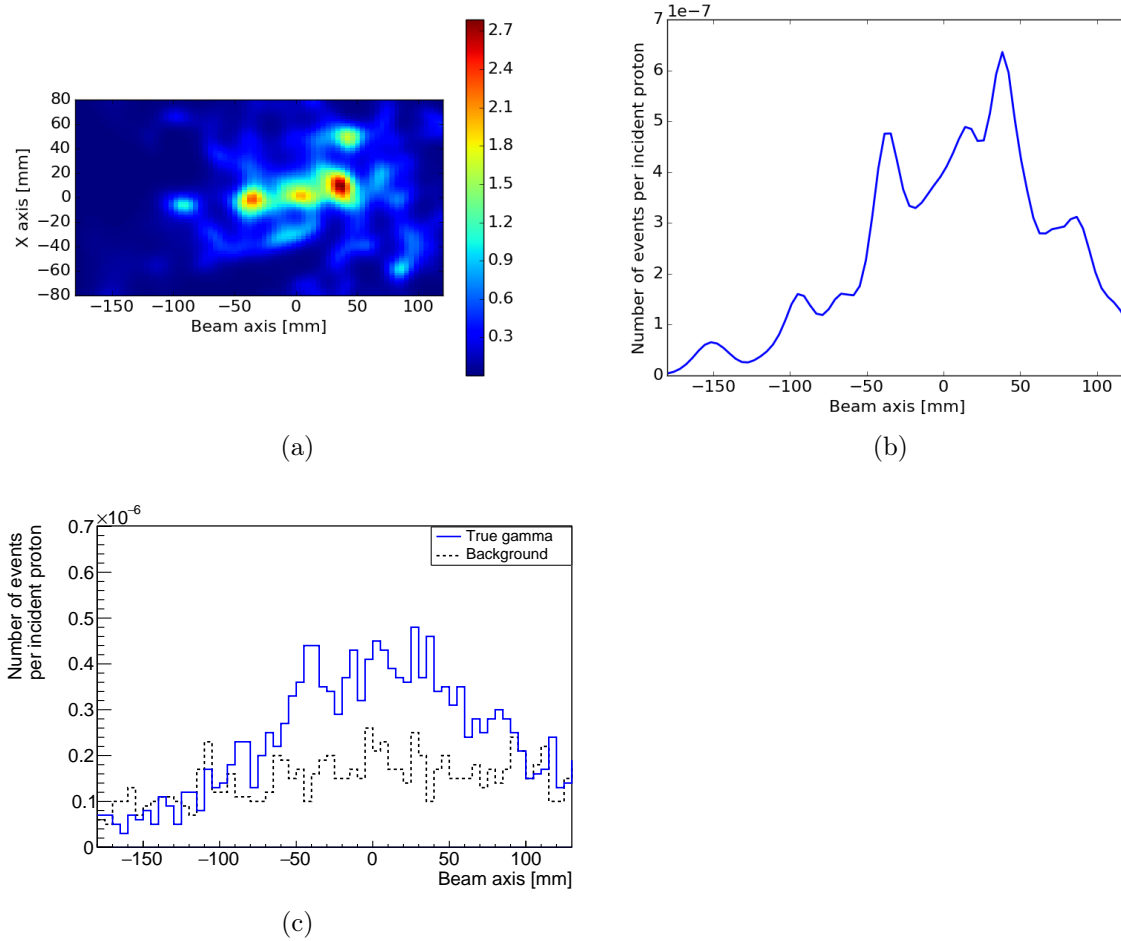 80
60
40
20
0
−20
−40
−60
−80
X axis [mm]
−150 −100 −50 0 50 100
Beam axis [mm]
2.7
2.4
2.1
1.8
1.5
1.2
0.9
0.6
0.3
(a)
1e−7
7
6
5
4
3
2
1
0
Number of events per incident proton
−150 −100 −50 0 50 100
Beam axis [mm]
(b)
×10−6
0.7
0.6
0.5
0.4
0.3
0.2
0.1
0
Number of events
per incident proton
True gamma
Background
−150 −100 −50 0 50 100
Beam axis [mm]
(c)